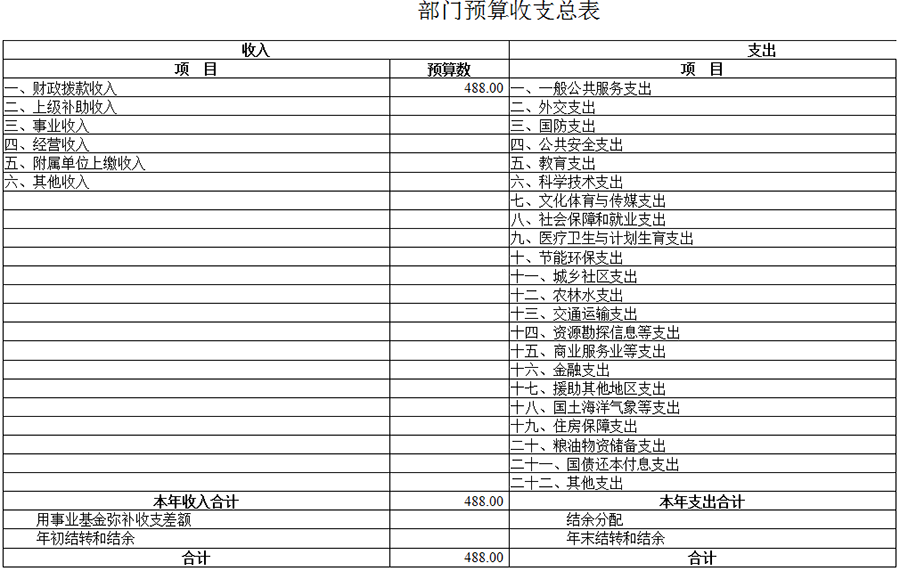 部门预算收支总表
收入 支出
项 目 预算数 项 目
一、财政拨款收入 488.00 一、一般公共服务支出
二、上级补助收入 二、外交支出
三、事业收入 三、国防支出
四、经营收入 四、公共安全支出
五、附属单位上缴收入 五、教育支出
六、其他收入 六、科学技术支出
七、文化体育与传媒支出
八、社会保障和就业支出
九、医疗卫生与计划生育支出
十、节能环保支出
十一、城乡社区支出
十二、农林水支出
十三、交通运输支出
十四、资源勘探信息等支出
十五、商业服务业等支出
十六、金融支出
十七、援助其他地区支出
十八、国土海洋气象等支出
十九、住房保障支出
二十、粮油物资储备支出
二十一、国债还本付息支出
二十二、其他支出
本年收入合计 488.00 本年支出合计
用事业基金弥补收支差额 结余分配
年初结转和结余 年末结转和结余
合计 488.00 合计